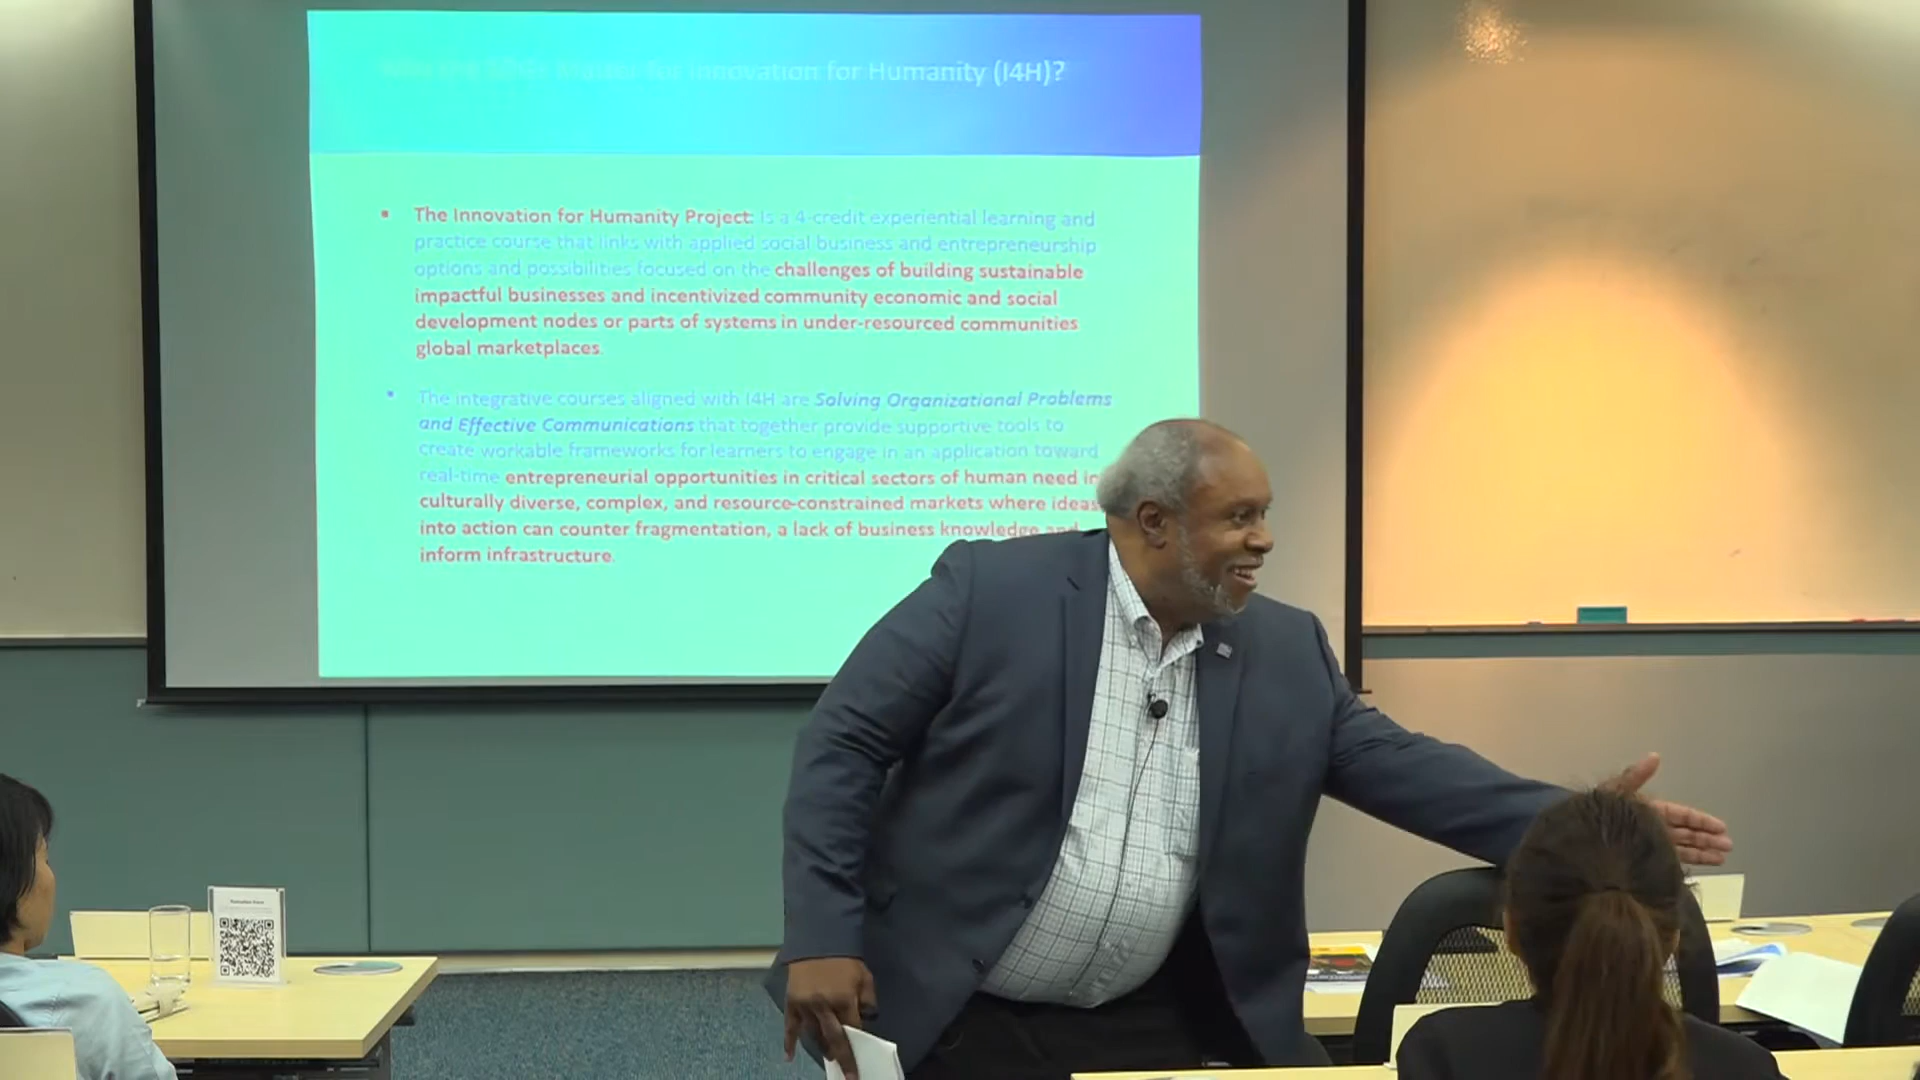 Why the SDGs Matter for Innovation for Humanity (I4H)?
The Innovation for Humanity Project: Is a 4-credit experiential learning and
practice course that links with applied social business and entrepreneurship
options and possibilities focused on the challenges of building sustainable
impactful businesses and incentivized community economic and social
development nodes or parts of systems in under-resourced communities
global marketplaces.
The integrative courses aligned with I4H are Solving Organizational Problems
and Effective Communications that together provide supportive tools to
create workable frameworks for learners to engage in an application toward
real-time entrepreneurial opportunities in critical sectors of human need in
culturally diverse, complex, and resource-constrained markets where ideas
into action can counter fragmentation, a lack of business knowledge and
inform infrastructure.